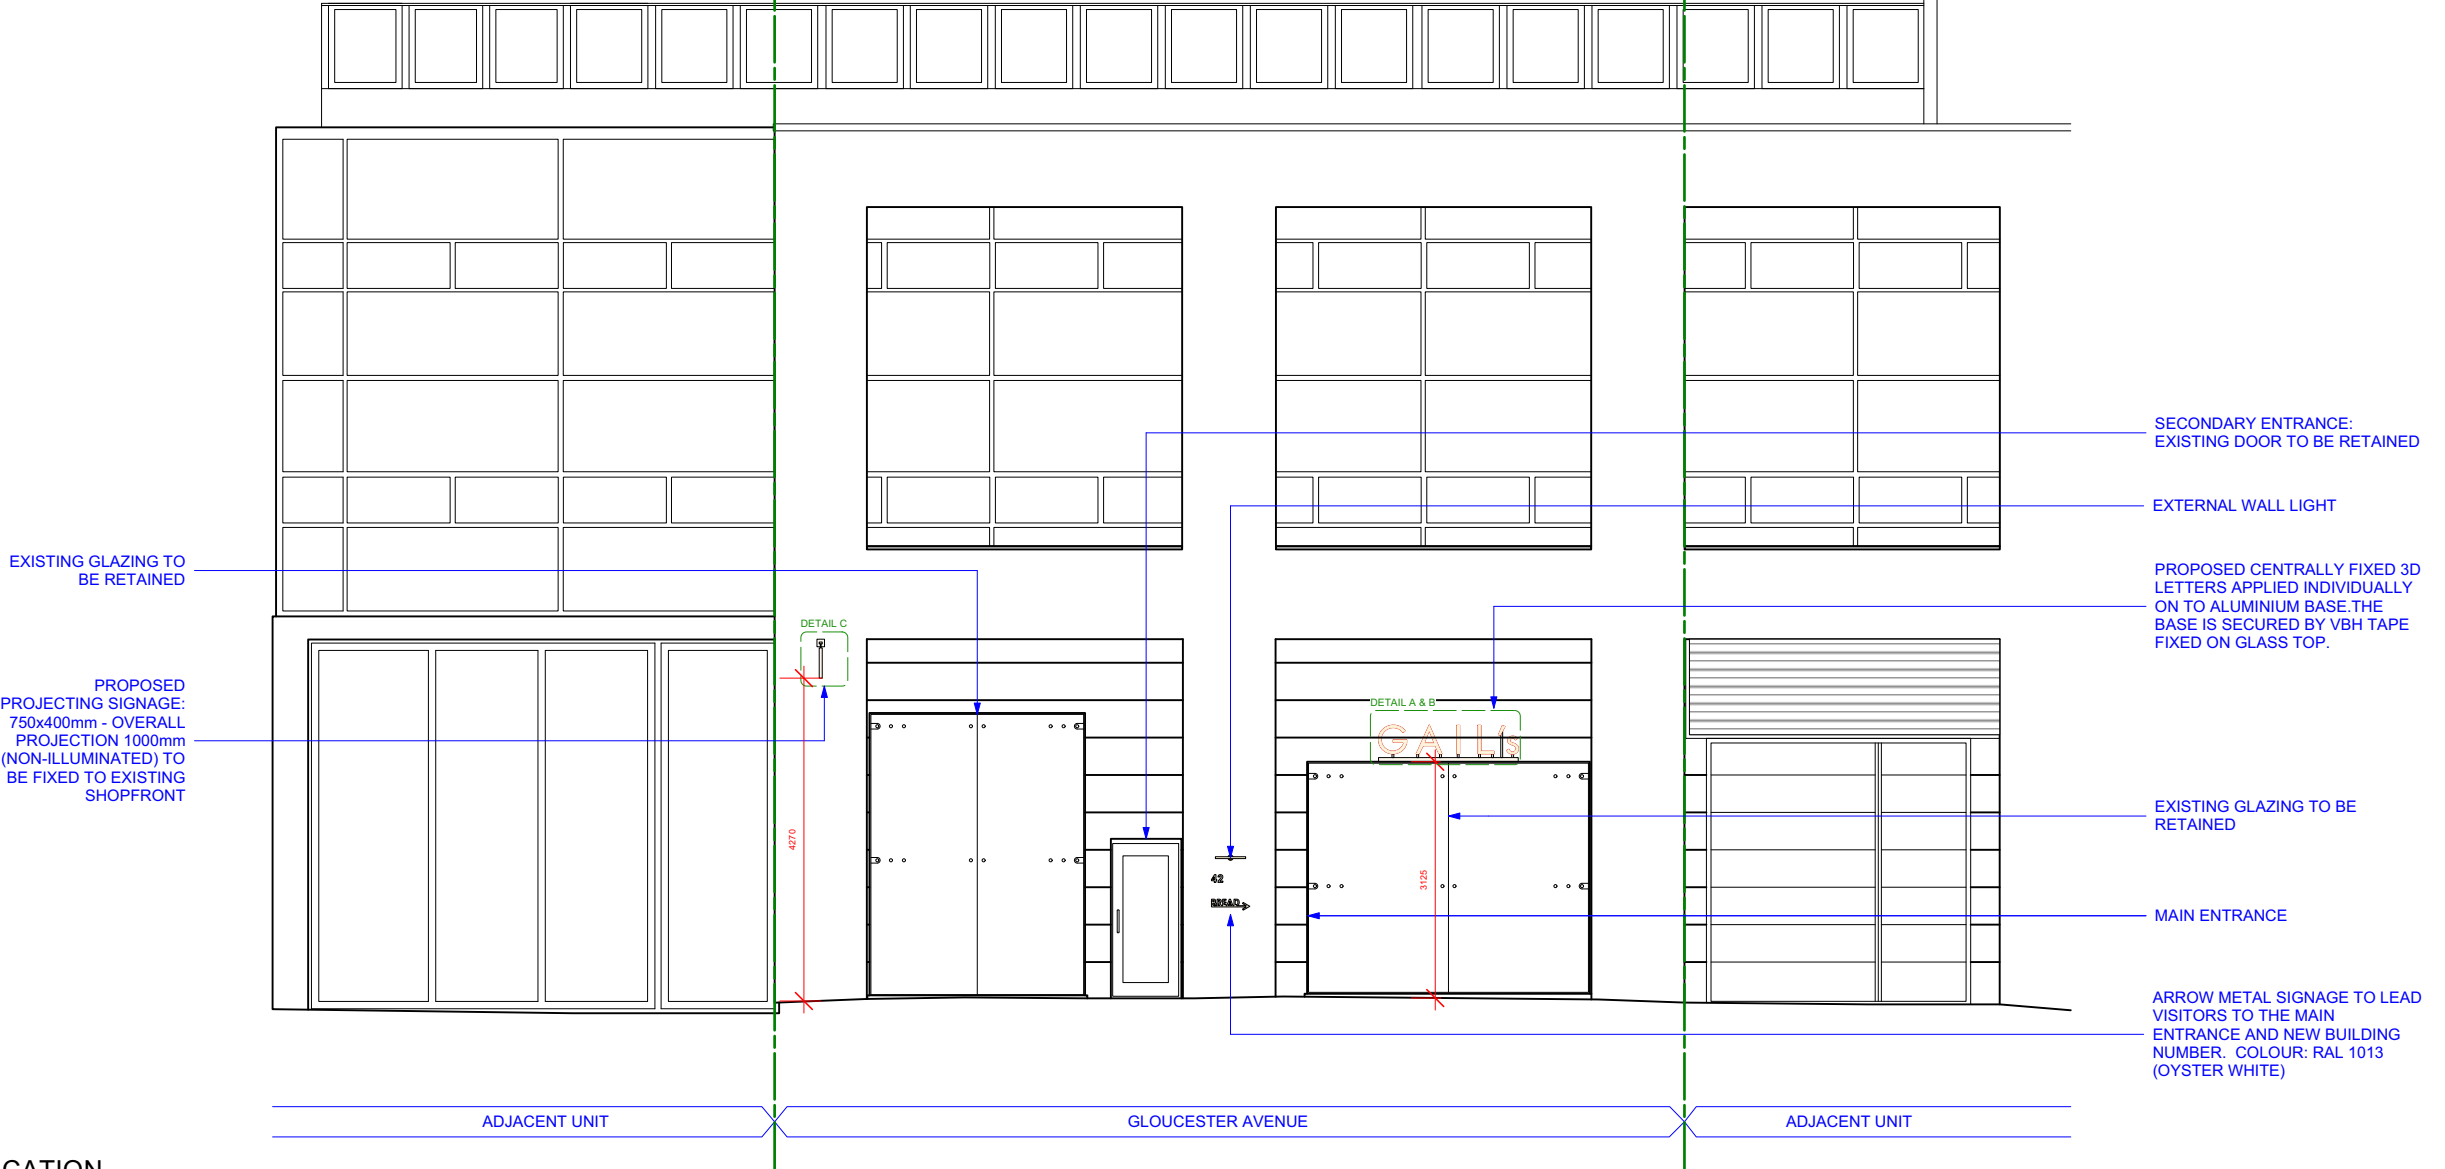 SECONDARY ENTRANCE:
EXISTING DOOR TO BE RETAINED
EXTERNAL WALL LIGHT
EXISTING GLAZING TO
BE RETAINED
PROPOSED CENTRALLY FIXED 3D
LETTERS APPLIED INDIVIDUALLY
ON TO ALUMINIUM BASE.THE
BASE IS SECURED BY VBH TAPE
FIXED ON GLASS TOP.
DETAIL C
PROPOSED
PROJECTING SIGNAGE:
750x400mm - OVERALL
PROJECTION 1000mm
(NON-ILLUMINATED) TO
BE FIXED TO EXISTING
SHOPFRONT
DETAIL A & B
GAIL's
4270
3125
EXISTING GLAZING TO BE
RETAINED
42
BREAD
MAIN ENTRANCE
ARROW METAL SIGNAGE TO LEAD
VISITORS TO THE MAIN
ENTRANCE AND NEW BUILDING
NUMBER. COLOUR: RAL 1013
(OYSTER WHITE)
ADJACENT UNIT
GLOUCESTER AVENUE
ADJACENT UNIT